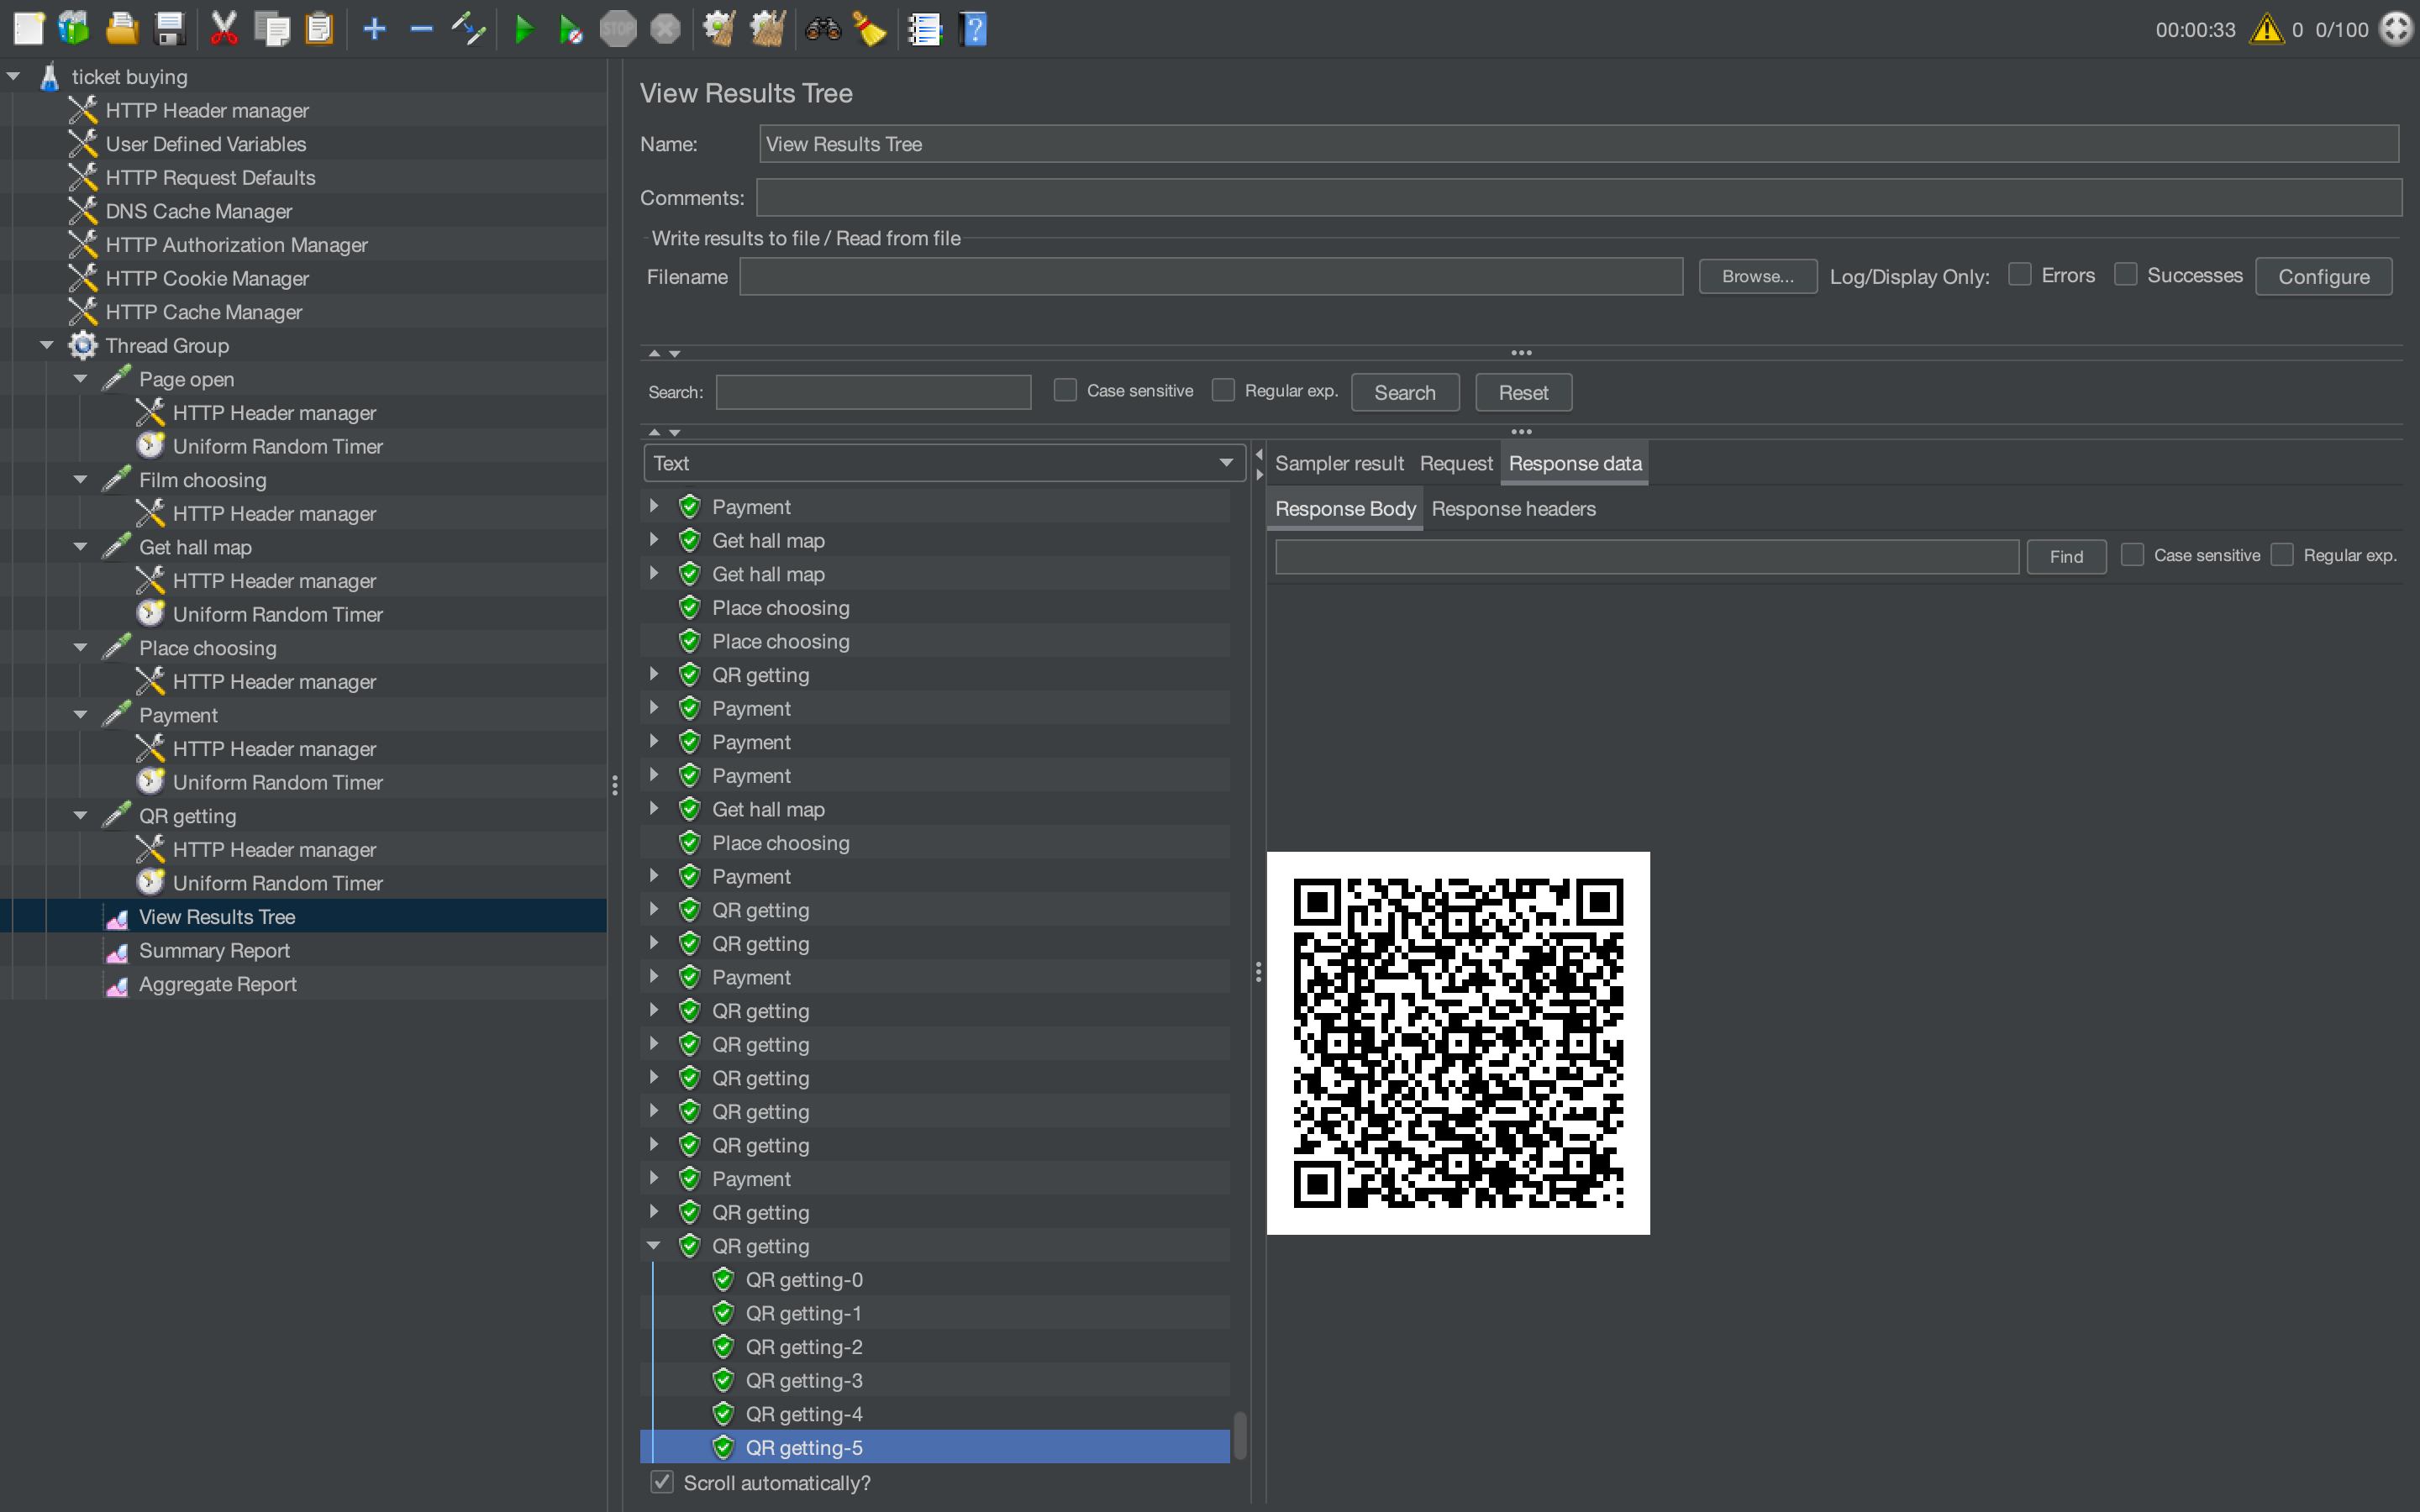 STOP
00:00:33 0 0/100
ticket buying
HTTP Header manager
User Defined Variables
HTTP Request Defaults
DNS Cache Manager
HTTP Authorization Manager
HTTP Cookie Manager
HTTP Cache Manager
Thread Group
Page open
HTTP Header manager
Uniform Random Timer
Film choosing
HTTP Header manager
Get hall map
HTTP Header manager
Uniform Random Timer
Place choosing
HTTP Header manager
Payment
HTTP Header manager
Uniform Random Timer
QR getting
HTTP Header manager
Uniform Random Timer
View Results Tree
Summary Report
Aggregate Report
View Results Tree
Name: View Results Tree
Comments:
Write results to file / Read from file
Filename Browse... Log/Display Only: Errors Successes Configure
Search: Case sensitive Regular exp. Search Reset
Text
Payment
Get hall map
Get hall map
Place choosing
Place choosing
QR getting
Payment
Payment
Payment
Get hall map
Place choosing
Payment
QR getting
QR getting
Payment
QR getting
QR getting
QR getting
QR getting
QR getting
Payment
QR getting
QR getting
QR getting-0
QR getting-1
QR getting-2
QR getting-3
QR getting-4
QR getting-5
Scroll automatically?
Sampler result Request Response data
Response Body Response headers
Find Case sensitive Regular exp.